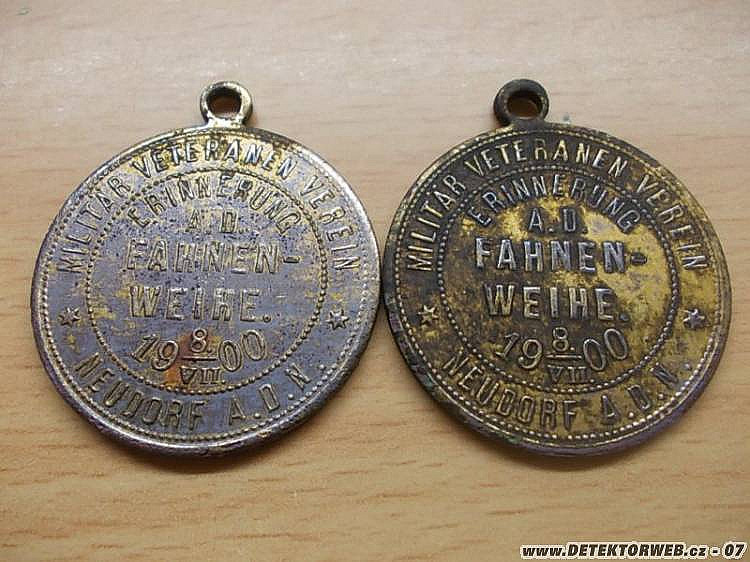 MILITÄR VETERANEN VEREIN
ERINNERUNG
A. D.
FAHNEN-
WEIHE.
19 8/VII. 00
NEUDORF A.D.N.
MILITÄR VETERANEN VEREIN
ERINNERUNG
A. D.
FAHNEN-
WEIHE.
19 8/VII. 00
NEUDORF A.D.N.
www.DETEKTORWEB.cz - 07